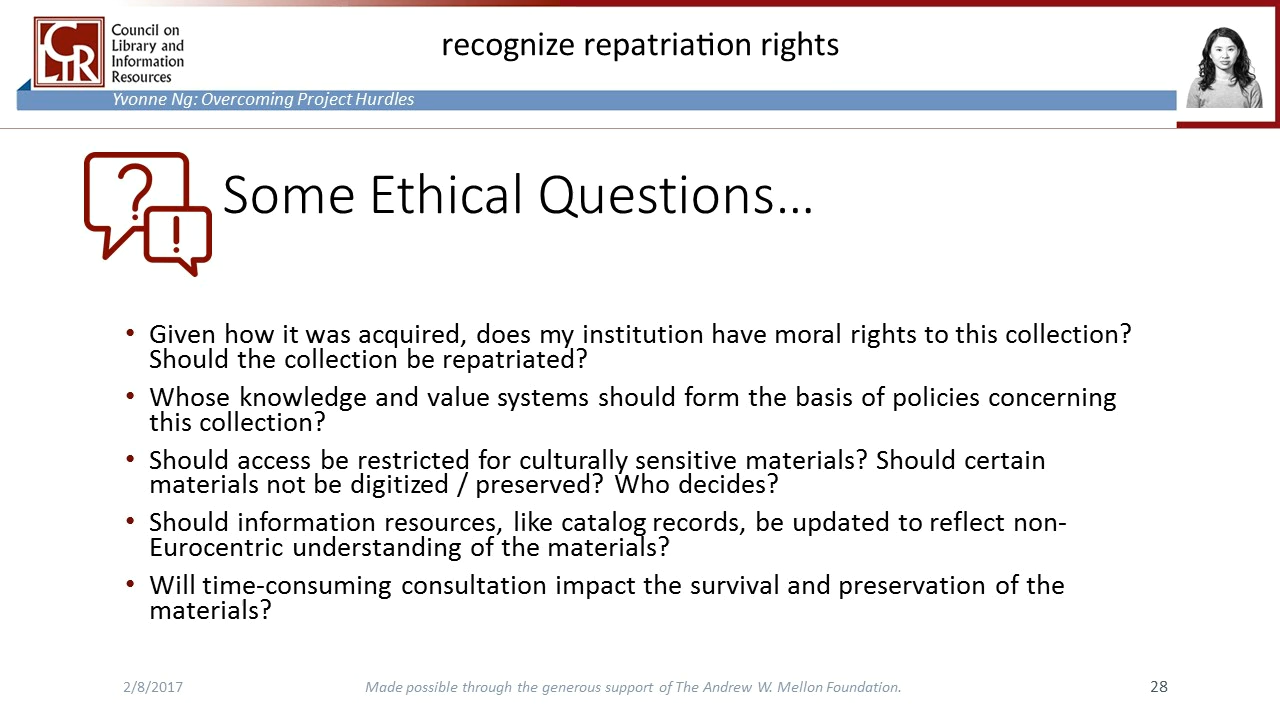 CLIR
Council on
Library and
Information
Resources
recognize repatriation rights
Yvonne Ng: Overcoming Project Hurdles
?
!
Some Ethical Questions...
• Given how it was acquired, does my institution have moral rights to this collection?
Should the collection be repatriated?
• Whose knowledge and value systems should form the basis of policies concerning
this collection?
• Should access be restricted for culturally sensitive materials? Should certain
materials not be digitized / preserved? Who decides?
• Should information resources, like catalog records, be updated to reflect non-
Eurocentric understanding of the materials?
• Will time-consuming consultation impact the survival and preservation of the
materials?
2/8/2017
Made possible through the generous support of The Andrew W. Mellon Foundation.
28